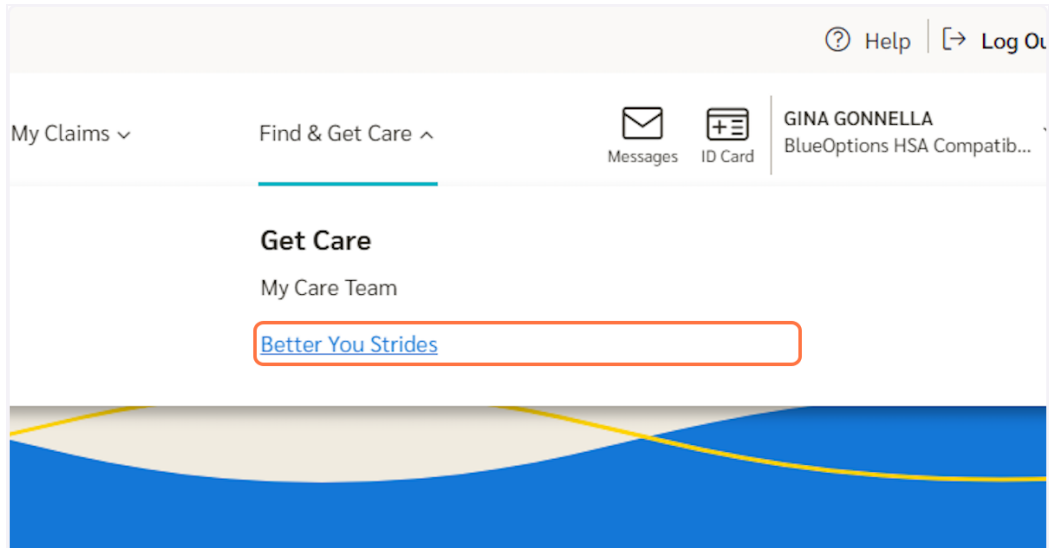 Help
Log Ou
My Claims
Find & Get Care
Messages
ID Card
GINA GONNELLA
BlueOptions HSA Compatib...
Get Care
My Care Team
Better You Strides